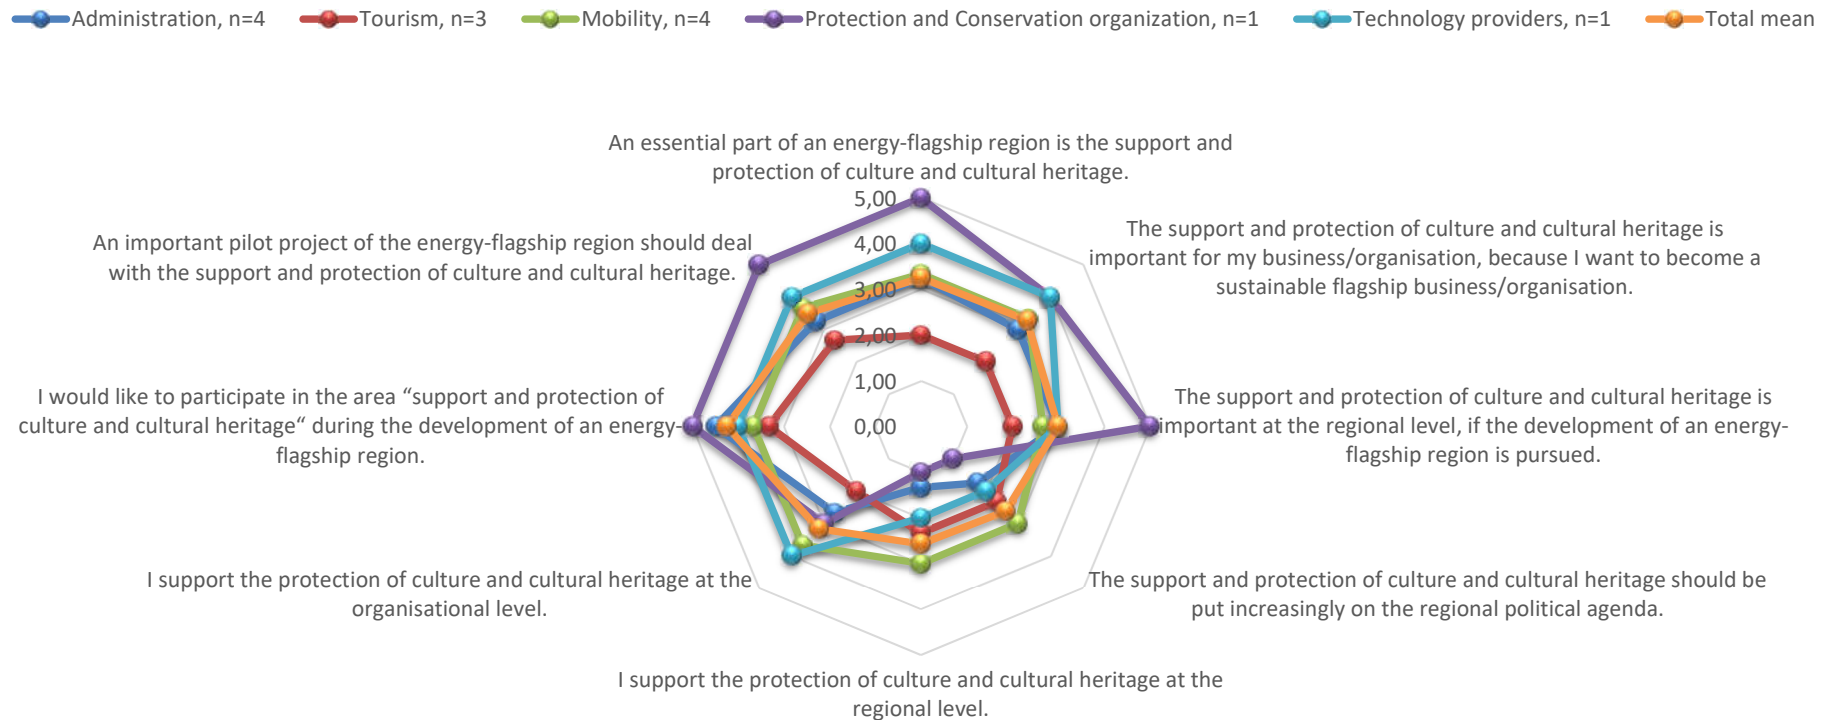 Administration, n=4 Tourism, n=3 Mobility, n=4 Protection and Conservation organization, n=1 Technology providers, n=1 Total mean
An essential part of an energy-flagship region is the support and
protection of culture and cultural heritage.
The support and protection of culture and cultural heritage is
important for my business/organisation, because I want to become a
sustainable flagship business/organisation.
The support and protection of culture and cultural heritage is
important at the regional level, if the development of an energy-
flagship region is pursued.
The support and protection of culture and cultural heritage should be
put increasingly on the regional political agenda.
I support the protection of culture and cultural heritage at the
regional level.
I support the protection of culture and cultural heritage at the
organisational level.
I would like to participate in the area “support and protection of
culture and cultural heritage“ during the development of an energy-
flagship region.
An important pilot project of the energy-flagship region should deal
with the support and protection of culture and cultural heritage.
5,00
4,00
3,00
2,00
1,00
0,00